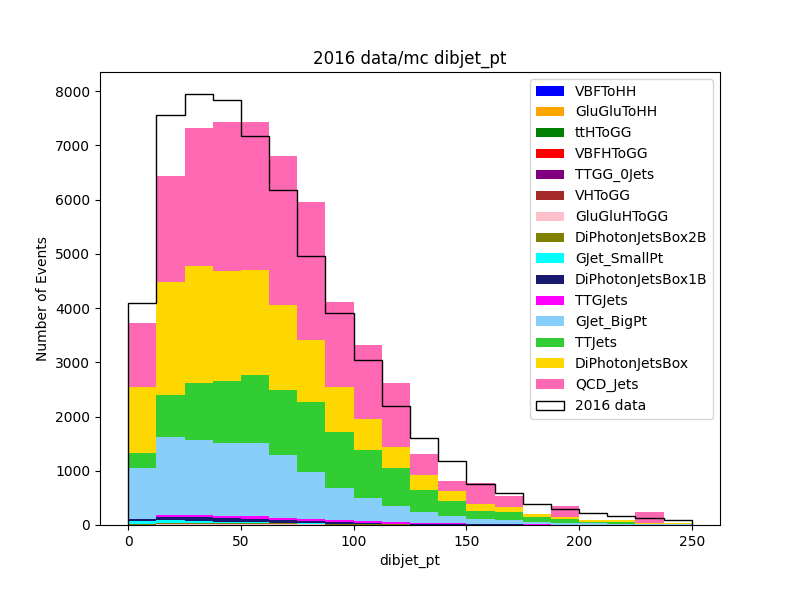 2016 data/mc dibjet_pt
Number of Events
8000
7000
6000
5000
4000
3000
2000
1000
0
0
50
100
150
200
250
dibjet_pt
VBFToHH
GluGluToHH
ttHToGG
VBFHToGG
TTGG_0Jets
VHToGG
GluGluHToGG
DiPhotonJetsBox2B
GJet_SmallPt
DiPhotonJetsBox1B
TTGJets
GJet_BigPt
TTJets
DiPhotonJetsBox
QCD_Jets
2016 data